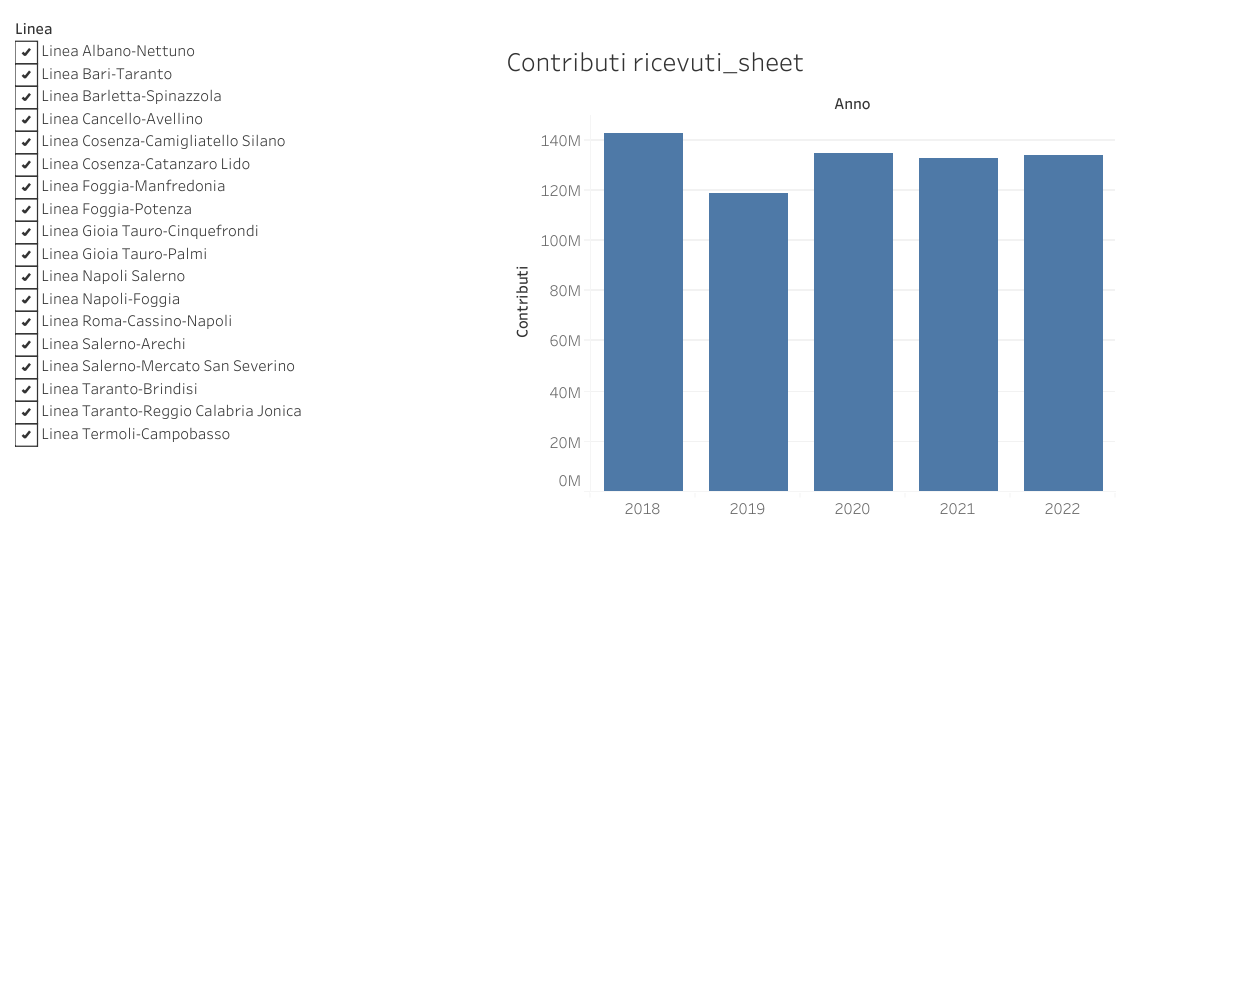 Linea
Linea Albano-Nettuno
Linea Bari-Taranto
Linea Barletta-Spinazzola
Linea Cancello-Avellino
Linea Cosenza-Camigliatello Silano
Linea Cosenza-Catanzaro Lido
Linea Foggia-Manfredonia
Linea Foggia-Potenza
Linea Gioia Tauro-Cinquefrondi
Linea Gioia Tauro-Palmi
Linea Napoli Salerno
Linea Napoli-Foggia
Linea Roma-Cassino-Napoli
Linea Salerno-Arechi
Linea Salerno-Mercato San Severino
Linea Taranto-Brindisi
Linea Taranto-Reggio Calabria Jonica
Linea Termoli-Campobasso
Contributi ricevuti_sheet
Anno
140M
120M
100M
80M
60M
40M
20M
0M
Contributi
2018 2019 2020 2021 2022